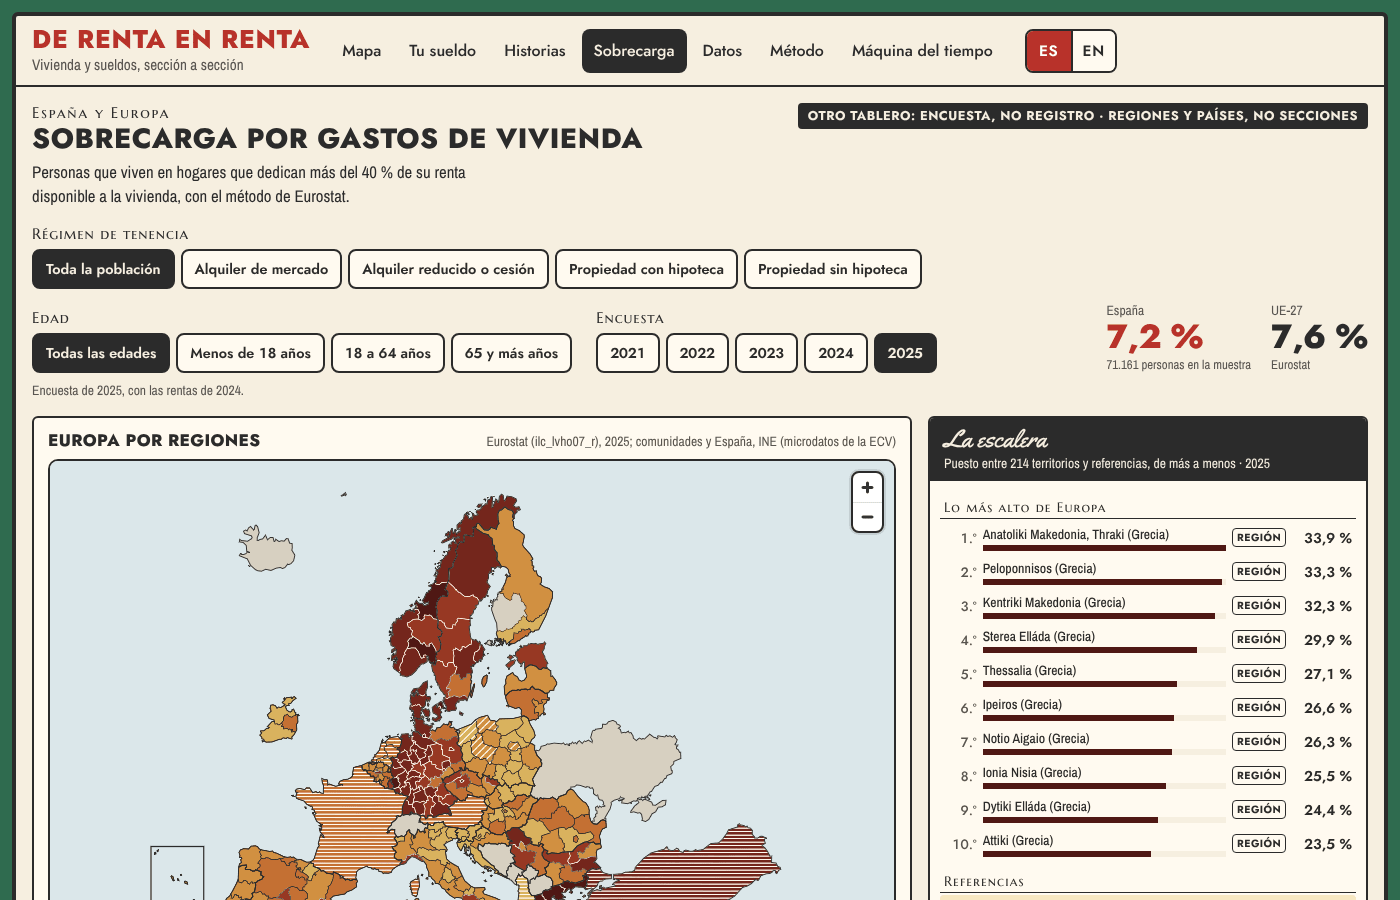 DE RENTA EN RENTA
Vivienda y sueldos, sección a sección
Mapa
Tu sueldo
Historias
Sobrecarga
Datos
Método
Máquina del tiempo
ES
EN
España y Europa
OTRO TABLERO: ENCUESTA, NO REGISTRO · REGIONES Y PAÍSES, NO SECCIONES
SOBRECARGA POR GASTOS DE VIVIENDA
Personas que viven en hogares que dedican más del 40 % de su renta
disponible a la vivienda, con el método de Eurostat.
Régimen de tenencia
Toda la población
Alquiler de mercado
Alquiler reducido o cesión
Propiedad con hipoteca
Propiedad sin hipoteca
Edad
Todas las edades
Menos de 18 años
18 a 64 años
65 y más años
Encuesta
2021
2022
2023
2024
2025
España
7,2 %
71.161 personas en la muestra
UE-27
7,6 %
Eurostat
Encuesta de 2025, con las rentas de 2024.
EUROPA POR REGIONES
Eurostat (ilc_lvho07_r), 2025; comunidades y España, INE (microdatos de la ECV)
+
−
La escalera
Puesto entre 214 territorios y referencias, de más a menos · 2025
Lo más alto de Europa
1.° Anatoliki Makedonia, Thraki (Grecia) REGIÓN 33,9 %
2.° Peloponnisos (Grecia) REGIÓN 33,3 %
3.° Kentriki Makedonia (Grecia) REGIÓN 32,3 %
4.° Sterea Elláda (Grecia) REGIÓN 29,9 %
5.° Thessalia (Grecia) REGIÓN 27,1 %
6.° Ipeiros (Grecia) REGIÓN 26,6 %
7.° Notio Aigaio (Grecia) REGIÓN 26,3 %
8.° Ionia Nisia (Grecia) REGIÓN 25,5 %
9.° Dytiki Elláda (Grecia) REGIÓN 24,4 %
10.° Attiki (Grecia) REGIÓN 23,5 %
Referencias